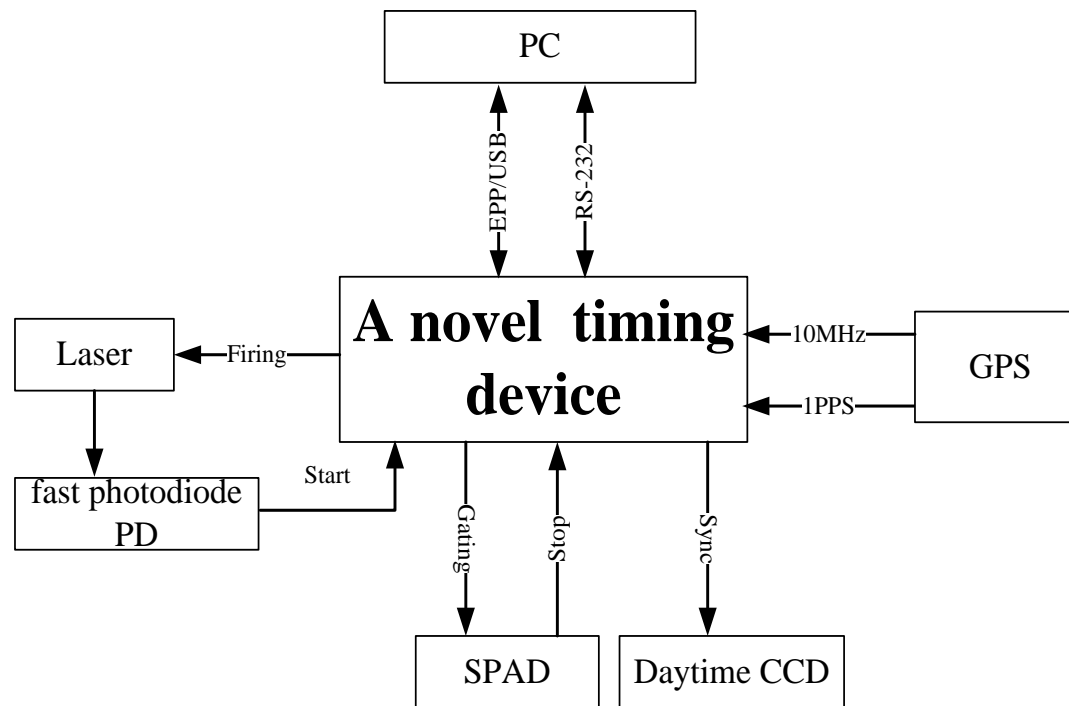 PC
EPP/USB
RS-232
A novel timing
device
Laser
Firing
10MHz
GPS
1PPS
fast photodiode
PD
Start
Gating
Stop
Sync
SPAD
Daytime CCD